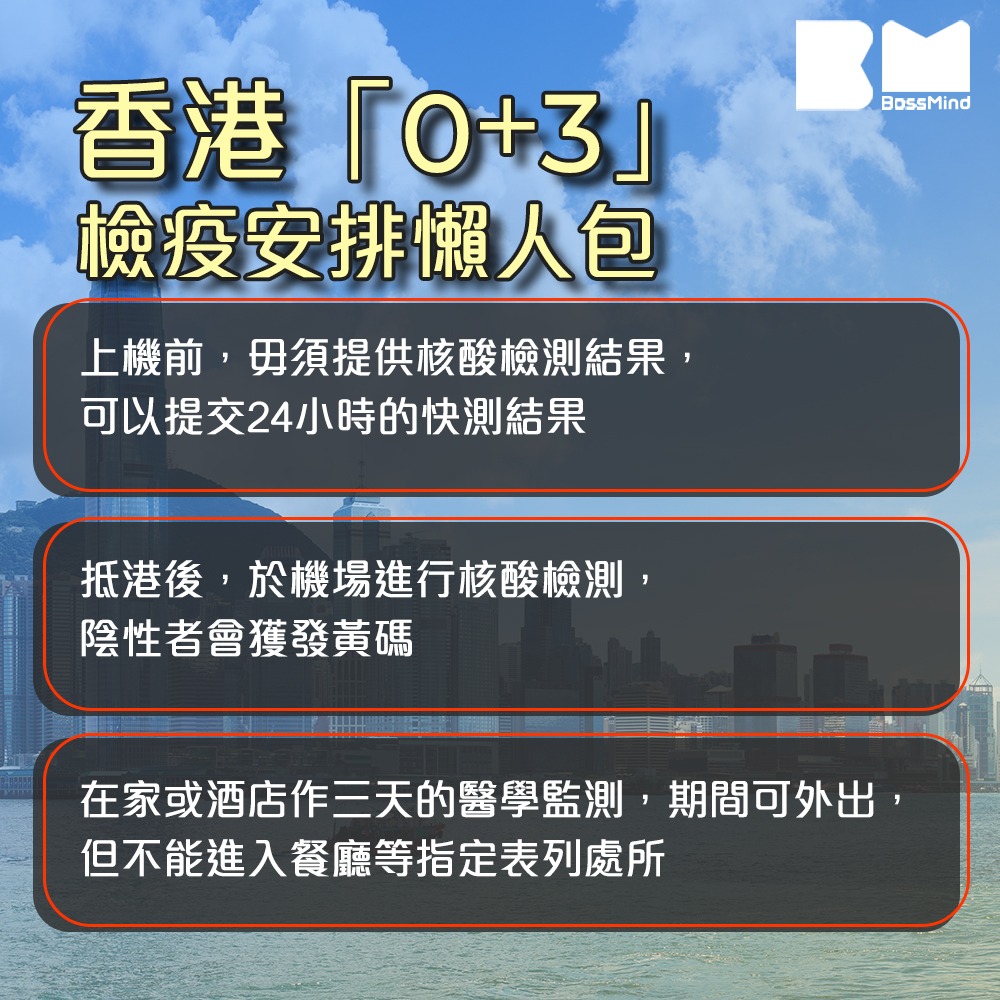 BM
BossMind
香港「0+3」
檢疫安排懶人包
上機前，毋須提供核酸檢測結果，
可以提交24小時的快測結果
抵港後，於機場進行核酸檢測，
陰性者會獲發黃碼
在家或酒店作三天的醫學監測，期間可外出，
但不能進入餐廳等指定表列處所